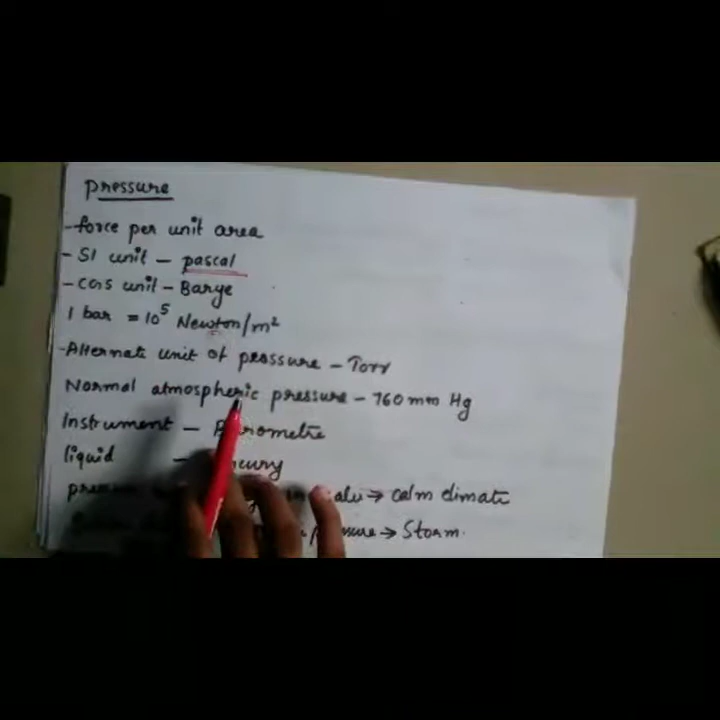 pressure
- force per unit area
- SI unit - pascal
- CGS unit - Barye
1 bar = 10⁵ Newton/m²
- Alternate unit of pressure - Torr
Normal atmospheric pressure - 760 mm Hg
Instrument - Barometre
liquid -
→ calm climate
→ Storm.